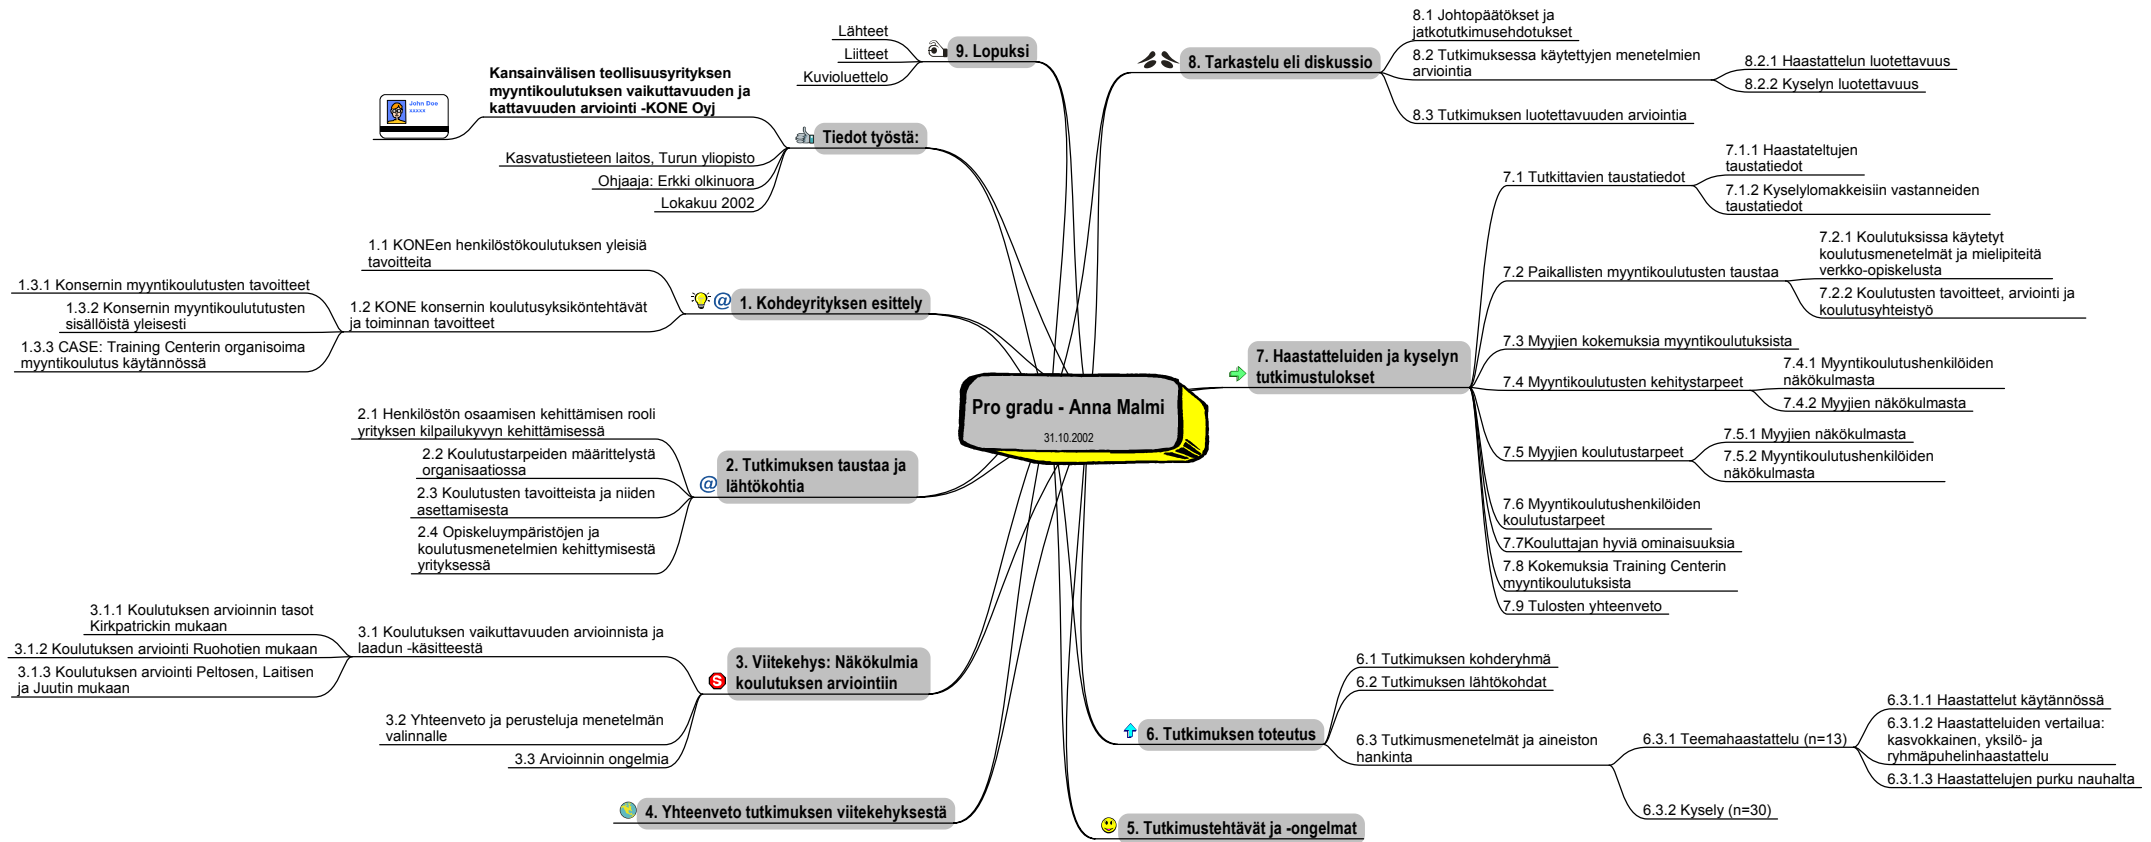 Pro gradu - Anna Malmi
31.10.2002
Tiedot työstä:
Kansainvälisen teollisuusyrityksen
myyntikoulutuksen vaikuttavuuden ja
kattavuuden arviointi -KONE Oyj
John Doe
xxxxx
Kasvatustieteen laitos, Turun yliopisto
Ohjaaja: Erkki olkinuora
Lokakuu 2002
1. Kohdeyrityksen esittely
1.1 KONEen henkilöstökoulutuksen yleisiä
tavoitteita
1.2 KONE konsernin koulutusyksiköntehtävät
ja toiminnan tavoitteet
1.3.1 Konsernin myyntikoulutusten tavoitteet
1.3.2 Konsernin myyntikoulututusten
sisällöistä yleisesti
1.3.3 CASE: Training Centerin organisoima
myyntikoulutus käytännössä
2. Tutkimuksen taustaa ja
lähtökohtia
2.1 Henkilöstön osaamisen kehittämisen rooli
yrityksen kilpailukyvyn kehittämisessä
2.2 Koulutustarpeiden määrittelystä
organisaatiossa
2.3 Koulutusten tavoitteista ja niiden
asettamisesta
2.4 Opiskeluympäristöjen ja
koulutusmenetelmien kehittymisestä
yrityksessä
3. Viitekehys: Näkökulmia
koulutuksen arviointiin
3.1 Koulutuksen vaikuttavuuden arvioinnista ja
laadun -käsitteestä
3.1.1 Koulutuksen arvioinnin tasot
Kirkpatrickin mukaan
3.1.2 Koulutuksen arviointi Ruohotien mukaan
3.1.3 Koulutuksen arviointi Peltosen, Laitisen
ja Juutin mukaan
3.2 Yhteenveto ja perusteluja menetelmän
valinnalle
3.3 Arvioinnin ongelmia
4. Yhteenveto tutkimuksen viitekehyksestä
5. Tutkimustehtävät ja -ongelmat
6. Tutkimuksen toteutus
6.1 Tutkimuksen kohderyhmä
6.2 Tutkimuksen lähtökohdat
6.3 Tutkimusmenetelmät ja aineiston
hankinta
6.3.1 Teemahaastattelu (n=13)
6.3.1.1 Haastattelut käytännössä
6.3.1.2 Haastatteluiden vertailua:
kasvokkainen, yksilö- ja
ryhmäpuhelinhaastattelu
6.3.1.3 Haastattelujen purku nauhalta
6.3.2 Kysely (n=30)
7. Haastatteluiden ja kyselyn
tutkimustulokset
7.1 Tutkittavien taustatiedot
7.1.1 Haastateltujen
taustatiedot
7.1.2 Kyselylomakkeisiin vastanneiden
taustatiedot
7.2 Paikallisten myyntikoulutusten taustaa
7.2.1 Koulutuksissa käytetyt
koulutusmenetelmät ja mielipiteitä
verkko-opiskelusta
7.2.2 Koulutusten tavoitteet, arviointi ja
koulutusyhteistyö
7.3 Myyjien kokemuksia myyntikoulutuksista
7.4 Myyntikoulutusten kehitystarpeet
7.4.1 Myyntikoulutushenkilöiden
näkökulmasta
7.4.2 Myyjien näkökulmasta
7.5 Myyjien koulutustarpeet
7.5.1 Myyjien näkökulmasta
7.5.2 Myyntikoulutushenkilöiden
näkökulmasta
7.6 Myyntikoulutushenkilöiden
koulutustarpeet
7.7Kouluttajan hyviä ominaisuuksia
7.8 Kokemuksia Training Centerin
myyntikoulutuksista
7.9 Tulosten yhteenveto
8. Tarkastelu eli diskussio
8.1 Johtopäätökset ja
jatkotutkimusehdotukset
8.2 Tutkimuksessa käytettyjen menetelmien
arviointia
8.2.1 Haastattelun luotettavuus
8.2.2 Kyselyn luotettavuus
8.3 Tutkimuksen luotettavuuden arviointia
9. Lopuksi
Lähteet
Liitteet
Kuvioluettelo